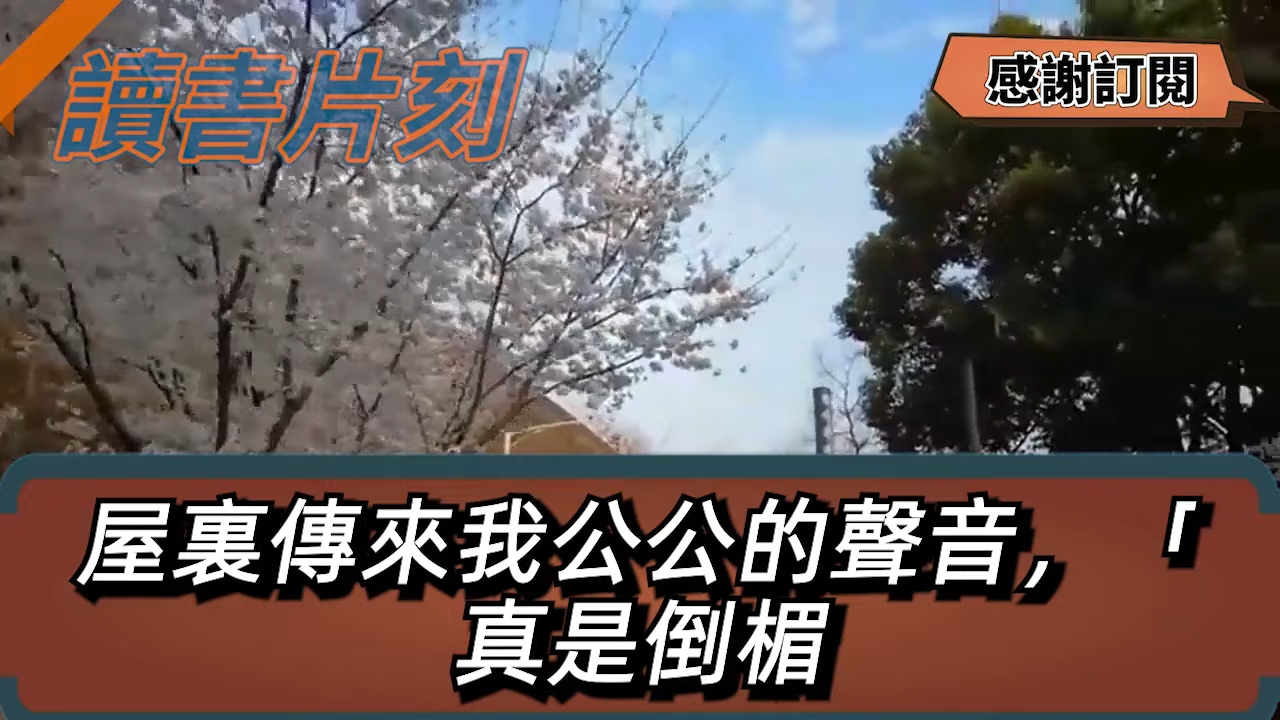 讀書片刻
感謝訂閱
屋裏傳來我公公的聲音，「
真是倒楣